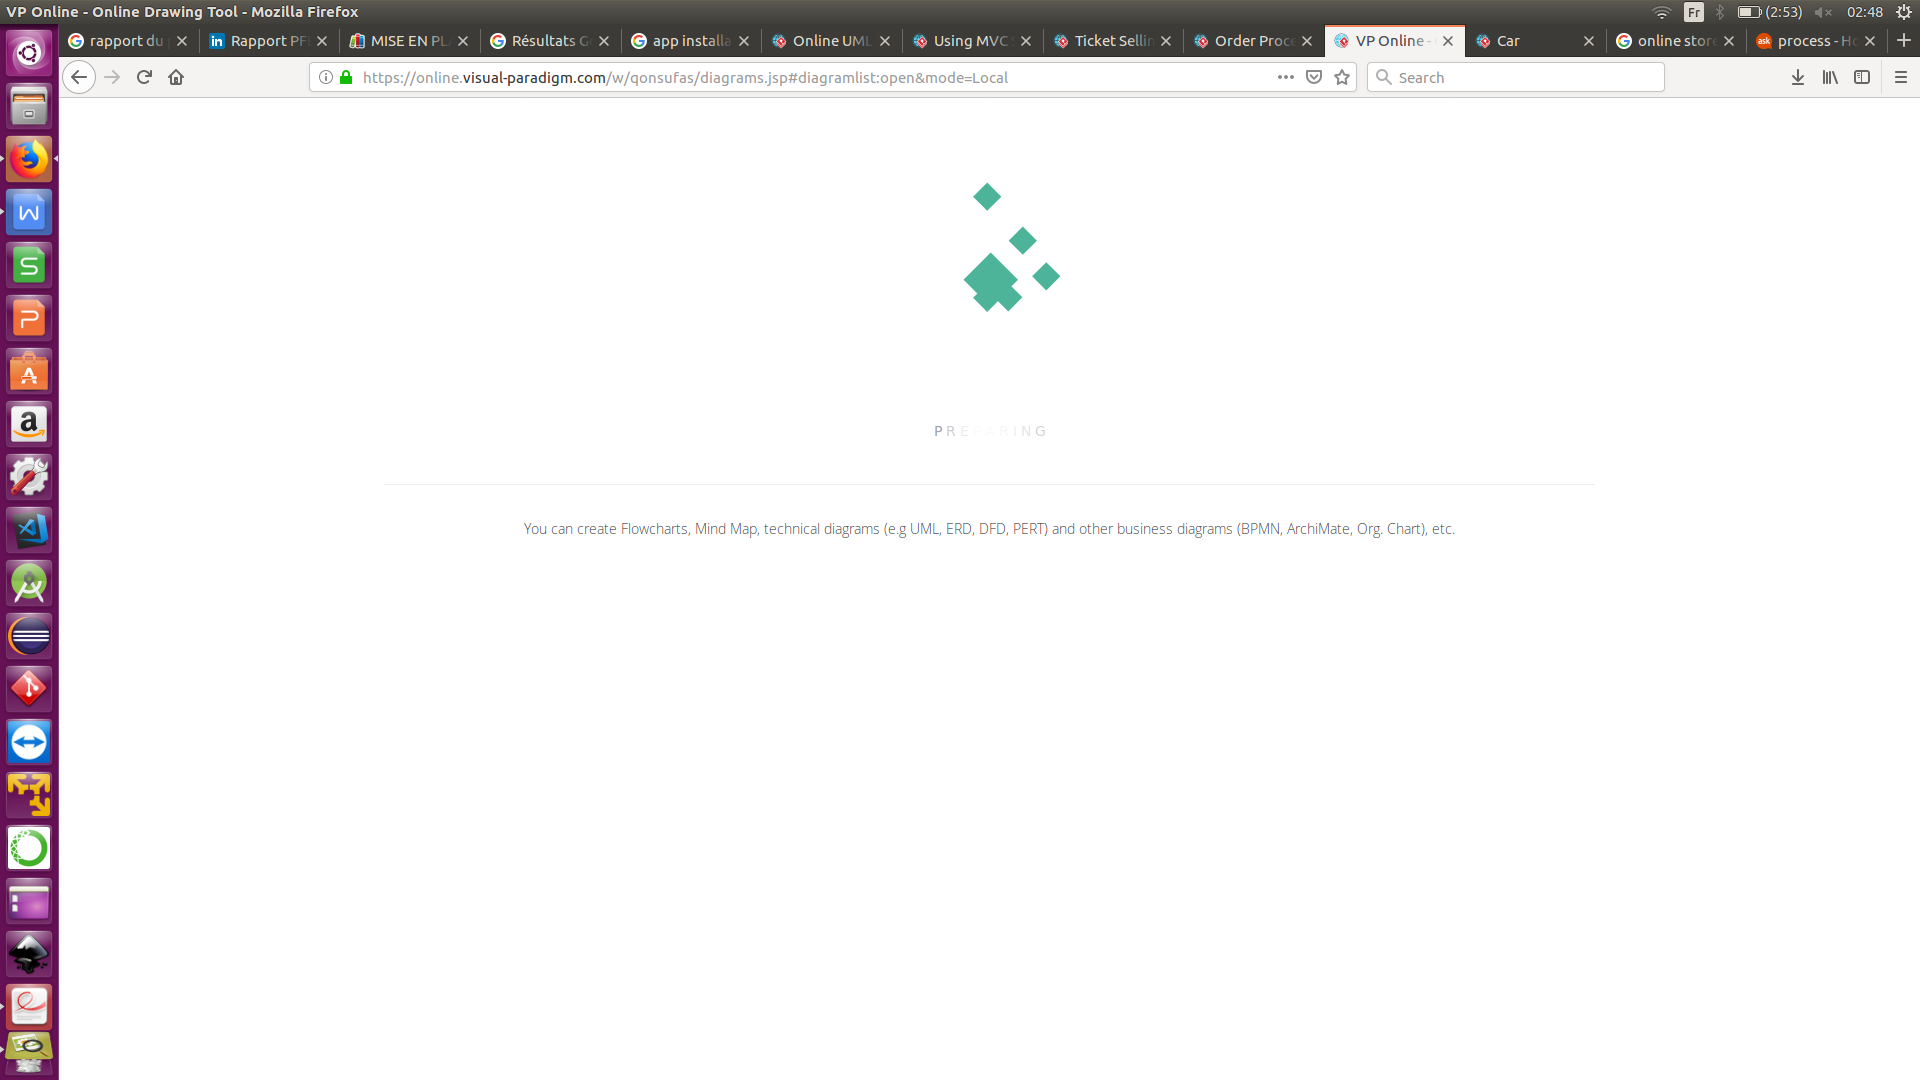 VP Online - Online Drawing Tool - Mozilla Firefox
Fr
(2:53)
02:48
rapport du
Rapport PF
MISE EN PL
Résultats G
app installa
Online UML
Using MVC
Ticket Sellin
Order Proc
VP Online -
Car
online stor
process - H
https://online.visual-paradigm.com/w/qonsufas/diagrams.jsp#diagramlist:open&mode=Local
Search
PREPARING
You can create Flowcharts, Mind Map, technical diagrams (e.g UML, ERD, DFD, PERT) and other business diagrams (BPMN, ArchiMate, Org. Chart), etc.